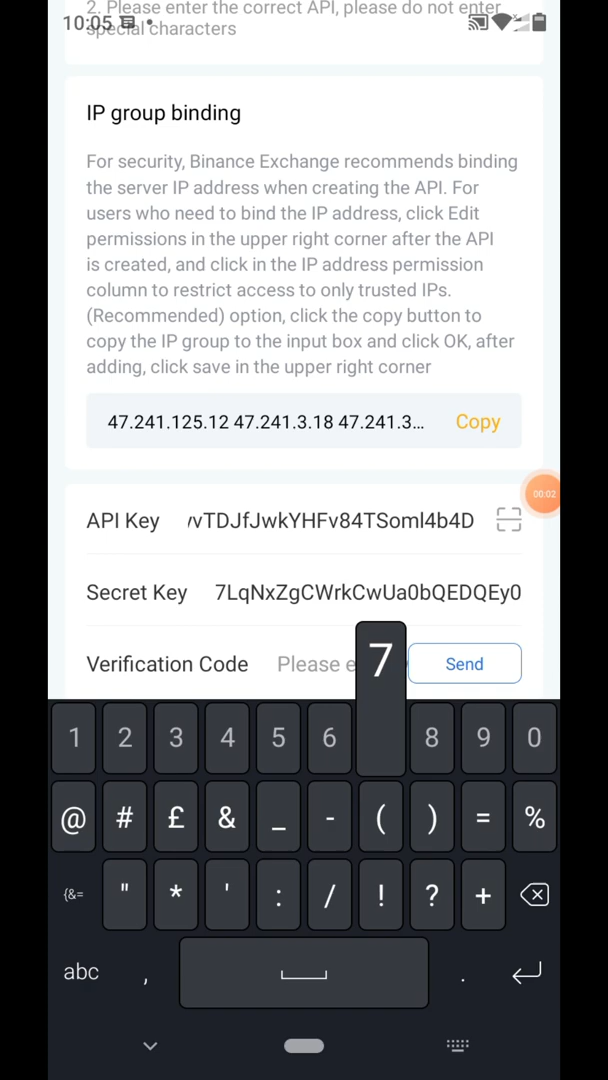 2. Please enter the correct API, please do not enter
special characters
10:05
IP group binding
For security, Binance Exchange recommends binding
the server IP address when creating the API. For
users who need to bind the IP address, click Edit
permissions in the upper right corner after the API
is created, and click in the IP address permission
column to restrict access to only trusted IPs.
(Recommended) option, click the copy button to
copy the IP group to the input box and click OK, after
adding, click save in the upper right corner
47.241.125.12 47.241.3.18 47.241.3... Copy
00:02
API Key vTDJfJwkYHFv84TSoml4b4D
Secret Key 7LqNxZgCWrkCwUa0bQEDQEy0
Verification Code Please e Send
7
1 2 3 4 5 6 8 9 0
@ # £ & _ - ( ) = %
{&= " * ' : / ! ? +
abc , .